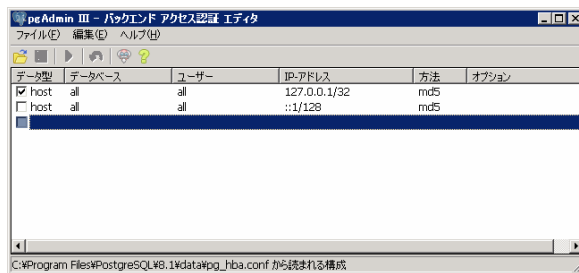 pgAdmin III - バックエンド アクセス認証 エディタ
ファイル(F) 編集(E) ヘルプ(H)
データ型 データベース ユーザー IP-アドレス 方法 オプション
host all all 127.0.0.1/32 md5
host all all ::1/128 md5
C:¥Program Files¥PostgreSQL¥8.1¥data¥pg_hba.conf から読まれる構成